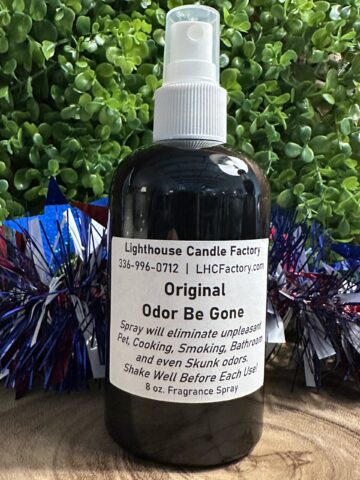 Lighthouse Candle Factory
336-996-0712 | LHCFactory.com
Original
Odor Be Gone
Spray will eliminate unpleasant
Pet, Cooking, Smoking, Bathroom
and even Skunk odors.
Shake Well Before Each Use!
8 oz. Fragrance Spray